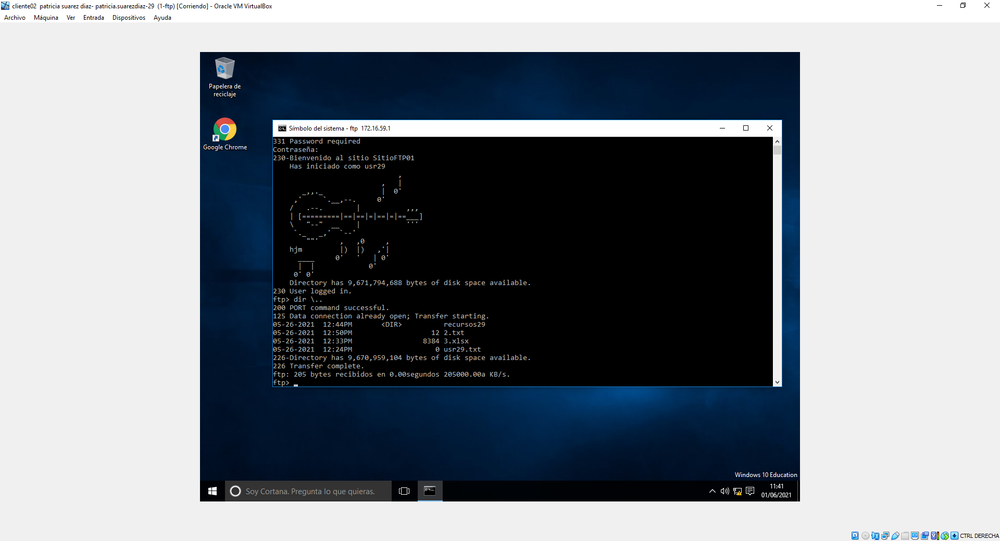 cliente02 patricia suarez diaz- patricia.suarezdiaz-29 (1-ftp) [Corriendo] - Oracle VM VirtualBox
Archivo Máquina Ver Entrada Dispositivos Ayuda
Papelera de
reciclaje
Google Chrome
Símbolo del sistema - ftp 172.16.59.1
331 Password required
Contraseña:
230-Bienvenido al sitio SitioFTP01
    Has iniciado como usr29
                              ,
                          ,   |
       _,,._              |  0'
     ,'     `.__,--.     0'
    /   .--.        |           ,,,
    | [=========|==|==|=|==|=|==___]
    \   "--" __    |           '''
     `._   _,'  `--'
        ""'     ,   ,0     ,
    hjm         |)  |)   ,'|
      ____     0'   '   | 0'
      |  |             0'
     0' 0'
    Directory has 9,671,794,688 bytes of disk space available.
230 User logged in.
ftp> dir \..
200 PORT command successful.
125 Data connection already open; Transfer starting.
05-26-2021  12:44PM       <DIR>          recursos29
05-26-2021  12:50PM                   12 2.txt
05-26-2021  12:33PM                 8384 3.xlsx
05-26-2021  12:24PM                    0 usr29.txt
226-Directory has 9,670,959,104 bytes of disk space available.
226 Transfer complete.
ftp: 205 bytes recibidos en 0.00segundos 205000.00a KB/s.
ftp> _
Windows 10 Education
Soy Cortana. Pregunta lo que quieras.
11:41
01/06/2021
CTRL DERECHA